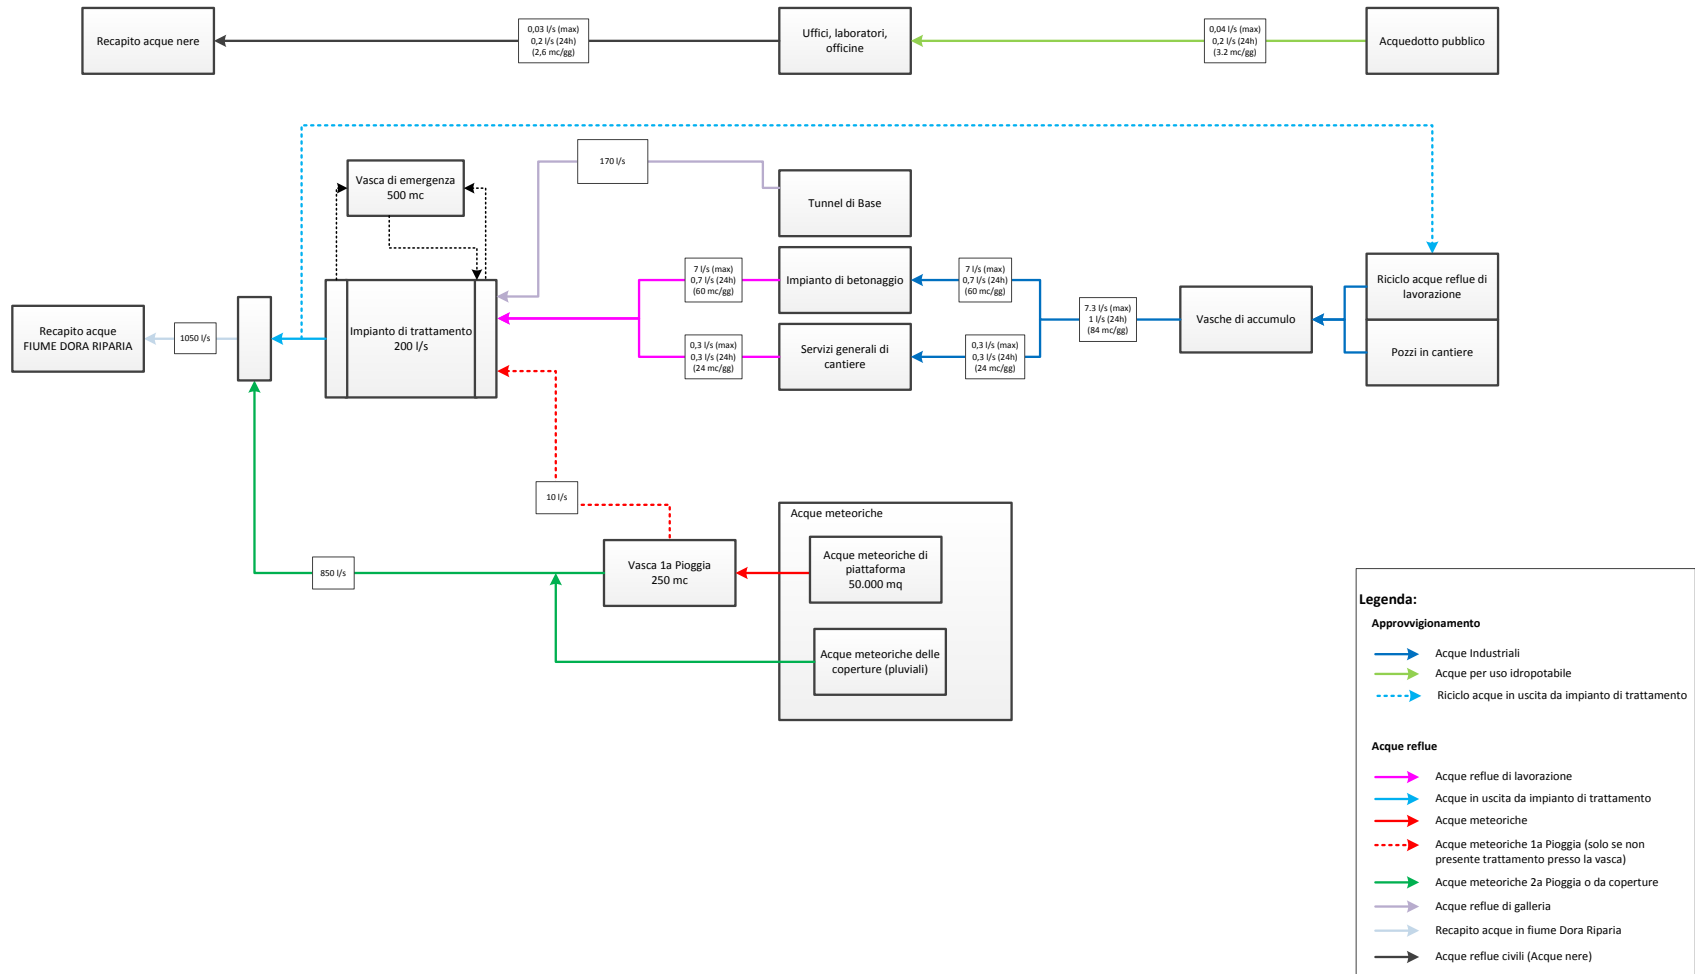 Recapito acque nere
0,03 l/s (max)
0,2 l/s (24h)
(2,6 mc/gg)
Uffici, laboratori,
officine
0,04 l/s (max)
0,2 l/s (24h)
(3.2 mc/gg)
Acquedotto pubblico
Vasca di emergenza
500 mc
170 l/s
Tunnel di Base
Recapito acque
FIUME DORA RIPARIA
1050 l/s
Impianto di trattamento
200 l/s
7 l/s (max)
0,7 l/s (24h)
(60 mc/gg)
Impianto di betonaggio
7 l/s (max)
0,7 l/s (24h)
(60 mc/gg)
0,3 l/s (max)
0,3 l/s (24h)
(24 mc/gg)
Servizi generali di
cantiere
0,3 l/s (max)
0,3 l/s (24h)
(24 mc/gg)
7.3 l/s (max)
1 l/s (24h)
(84 mc/gg)
Vasche di accumulo
Riciclo acque reflue di
lavorazione
Pozzi in cantiere
10 l/s
Acque meteoriche
850 l/s
Vasca 1a Pioggia
250 mc
Acque meteoriche di
piattaforma
50.000 mq
Acque meteoriche delle
coperture (pluviali)
Legenda:
Approvvigionamento
Acque Industriali
Acque per uso idropotabile
Riciclo acque in uscita da impianto di trattamento
Acque reflue
Acque reflue di lavorazione
Acque in uscita da impianto di trattamento
Acque meteoriche
Acque meteoriche 1a Pioggia (solo se non
presente trattamento presso la vasca)
Acque meteoriche 2a Pioggia o da coperture
Acque reflue di galleria
Recapito acque in fiume Dora Riparia
Acque reflue civili (Acque nere)